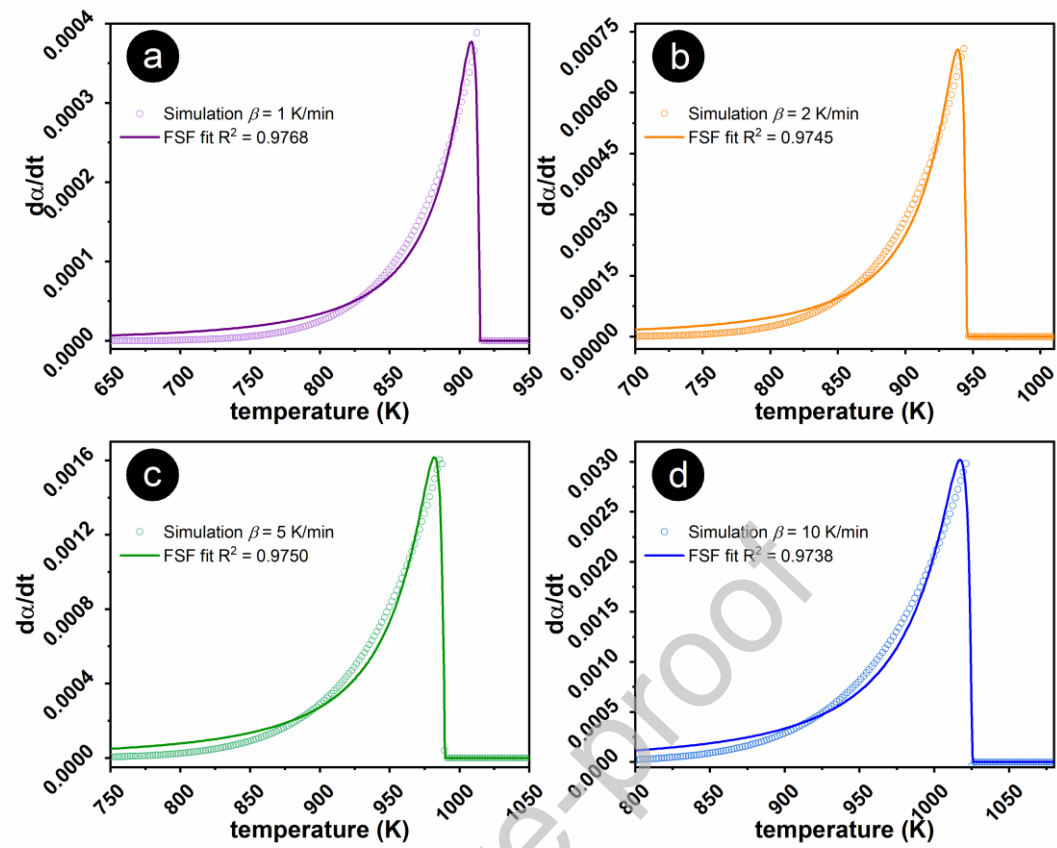 a
Simulation β = 1 K/min
FSF fit R² = 0.9768
dα/dt
0.0004
0.0003
0.0002
0.0001
0.0000
650 700 750 800 850 900 950
temperature (K)
b
Simulation β = 2 K/min
FSF fit R² = 0.9745
dα/dt
0.00075
0.00060
0.00045
0.00030
0.00015
0.00000
700 750 800 850 900 950 1000
temperature (K)
c
Simulation β = 5 K/min
FSF fit R² = 0.9750
dα/dt
0.0016
0.0012
0.0008
0.0004
0.0000
750 800 850 900 950 1000 1050
temperature (K)
d
Simulation β = 10 K/min
FSF fit R² = 0.9738
dα/dt
0.0030
0.0025
0.0020
0.0015
0.0010
0.0005
0.0000
800 850 900 950 1000 1050
temperature (K)
e-proof